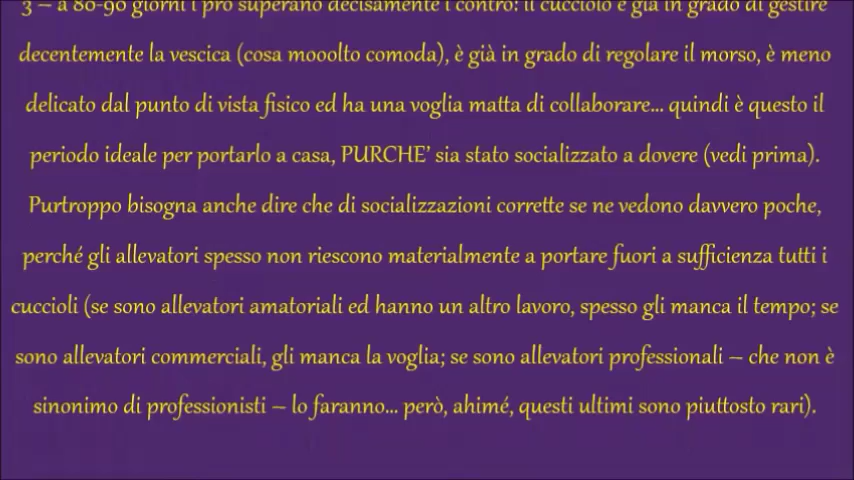 3 – a 80-90 giorni i pro superano decisamente i contro: il cucciolo è già in grado di gestire
decentemente la vescica (cosa mooolto comoda), è già in grado di regolare il morso, è meno
delicato dal punto di vista fisico ed ha una voglia matta di collaborare... quindi è questo il
periodo ideale per portarlo a casa, PURCHE' sia stato socializzato a dovere (vedi prima).
Purtroppo bisogna anche dire che di socializzazioni corrette se ne vedono davvero poche,
perché gli allevatori spesso non riescono materialmente a portare fuori a sufficienza tutti i
cuccioli (se sono allevatori amatoriali ed hanno un altro lavoro, spesso gli manca il tempo; se
sono allevatori commerciali, gli manca la voglia; se sono allevatori professionali – che non è
sinonimo di professionisti – lo faranno... però, ahimé, questi ultimi sono piuttosto rari).